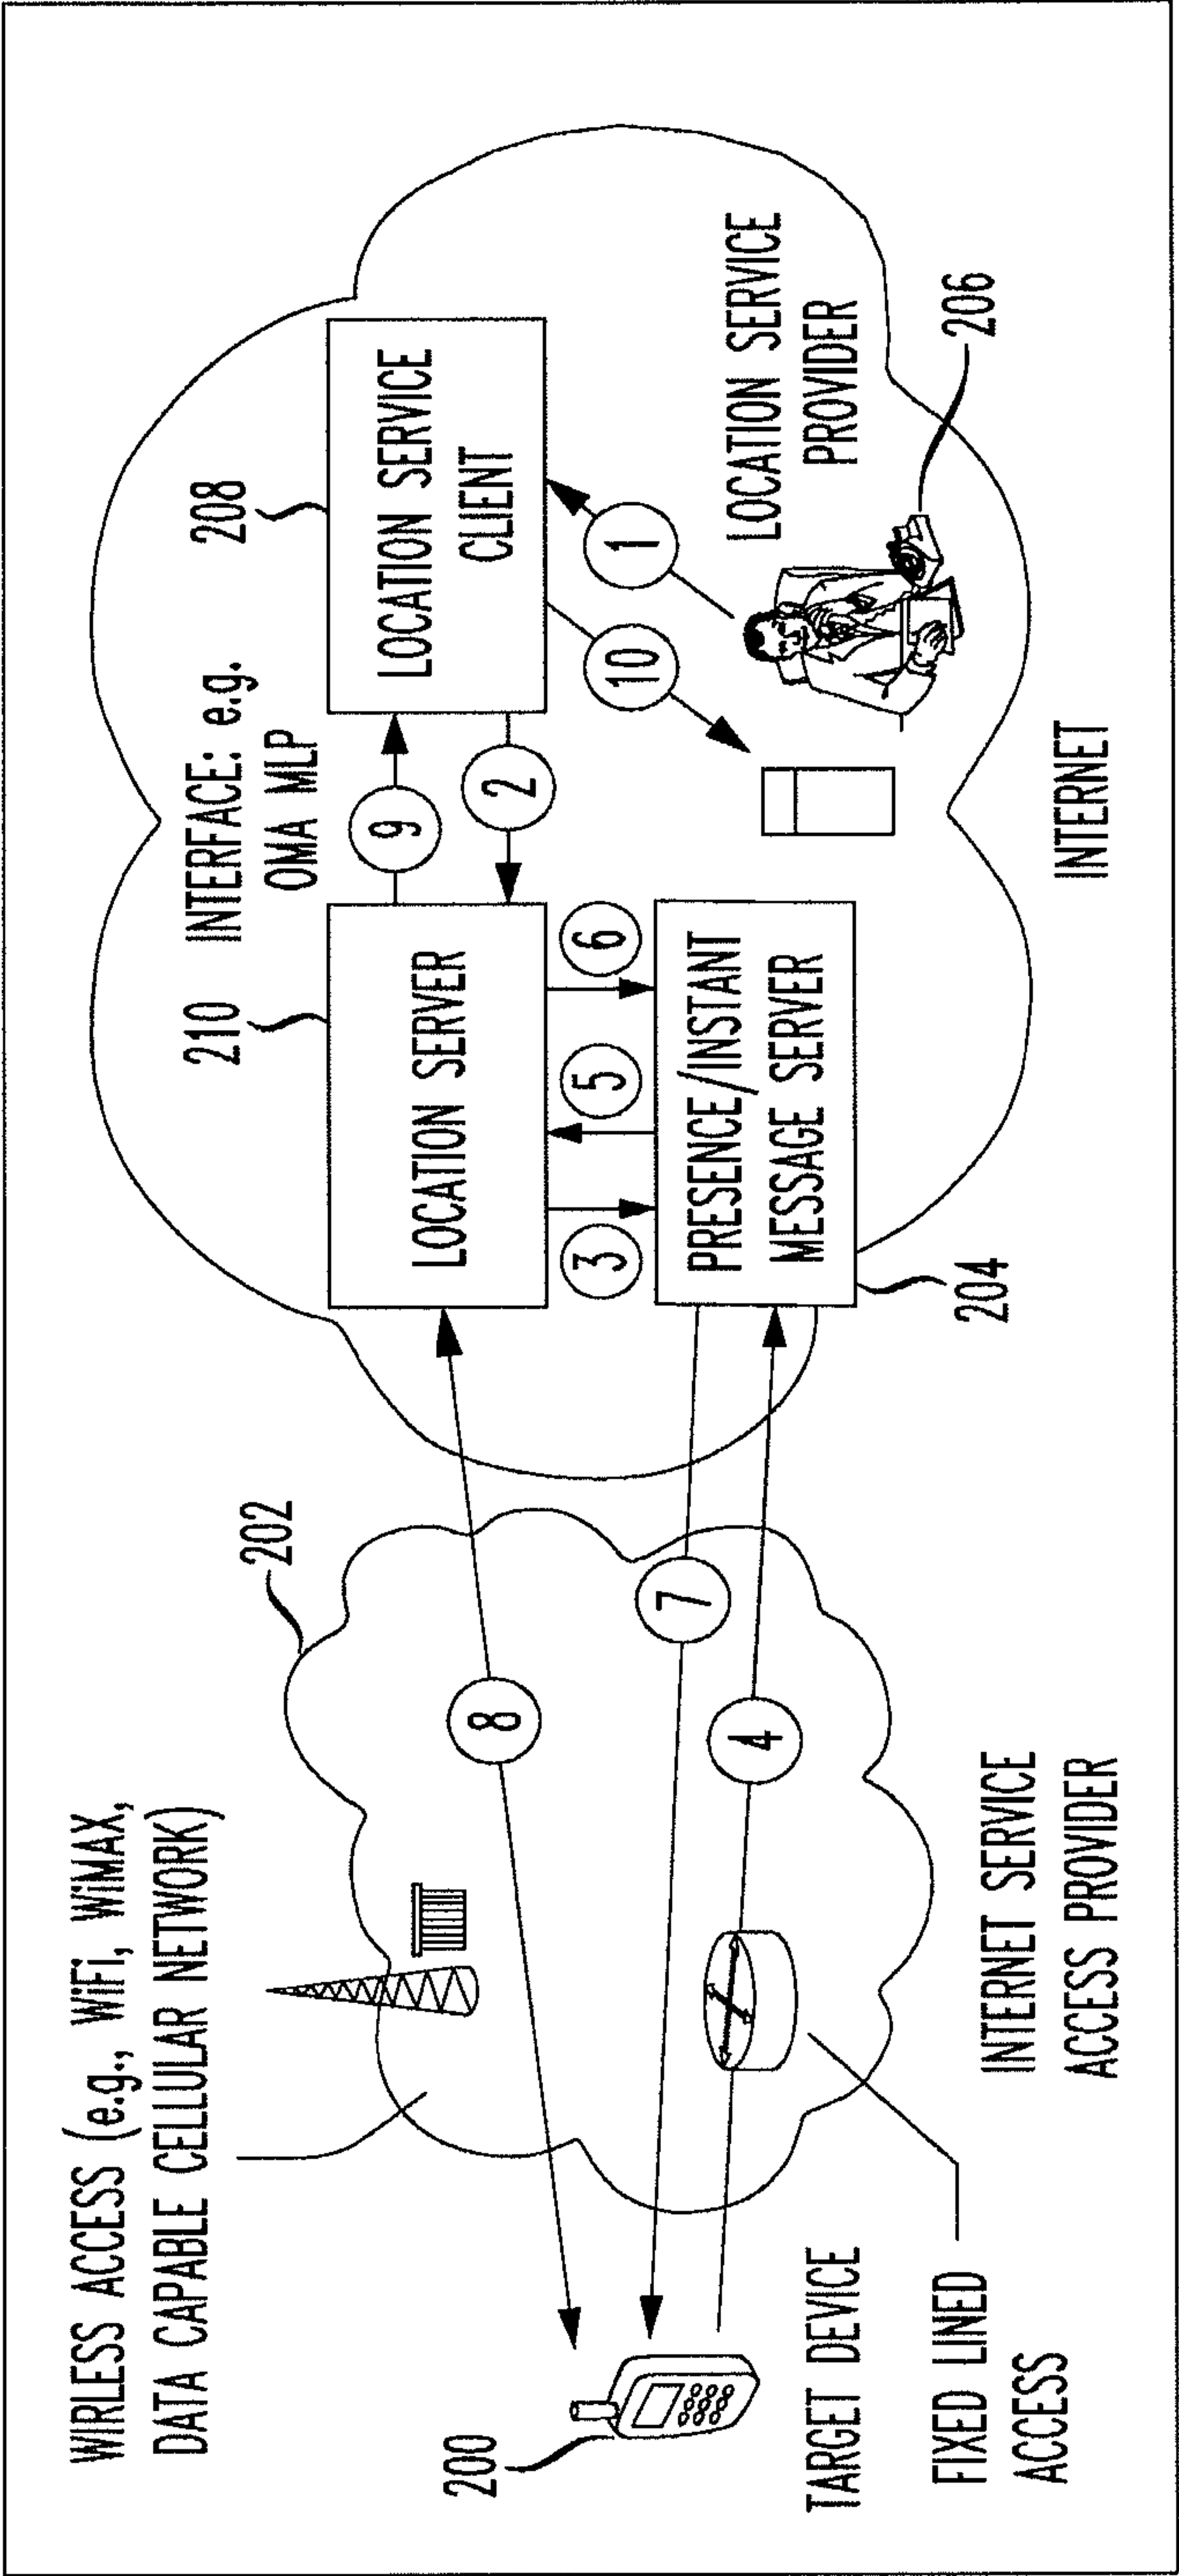 WIRLESS ACCESS (e.g., WiFi, WiMAX,
DATA CAPABLE CELLULAR NETWORK)
202
210
INTERFACE: e.g.
OMA MLP
208
200
TARGET DEVICE
FIXED LINED
ACCESS
8
7
4
INTERNET SERVICE
ACCESS PROVIDER
LOCATION SERVER
9
2
LOCATION SERVICE
CLIENT
3
5
6
PRESENCE/INSTANT
MESSAGE SERVER
204
10
1
LOCATION SERVICE
PROVIDER
206
INTERNET